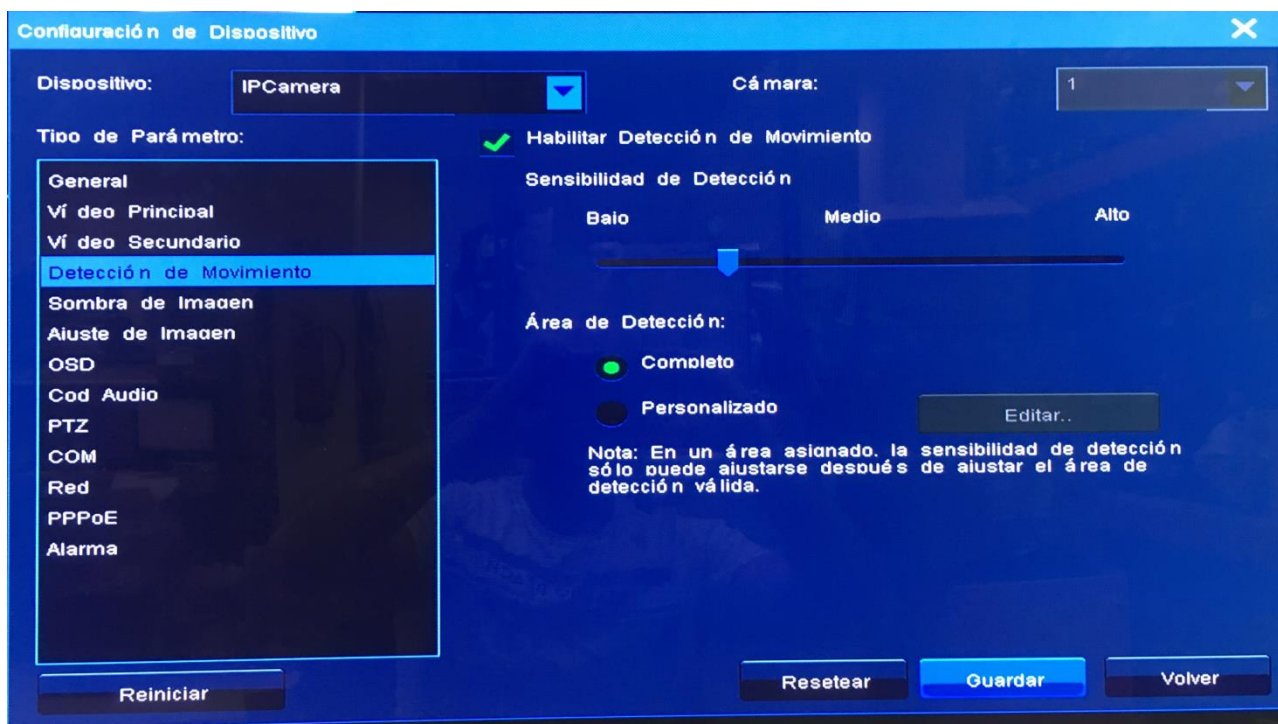 Configuración de Dispositivo
Dispositivo: IPCamera Cámara: 1
Tipo de Parámetro:
Habilitar Detección de Movimiento
General
Vídeo Principal
Vídeo Secundario
Detección de Movimiento
Sombra de Imagen
Ajuste de Imagen
OSD
Cod Audio
PTZ
COM
Red
PPPoE
Alarma
Sensibilidad de Detección
Bajo Medio Alto
Área de Detección:
Completo
Personalizado
Editar..
Nota: En un área asignado, la sensibilidad de detección
sólo puede ajustarse después de ajustar el área de
detección válida.
Reiniciar
Resetear
Guardar
Volver